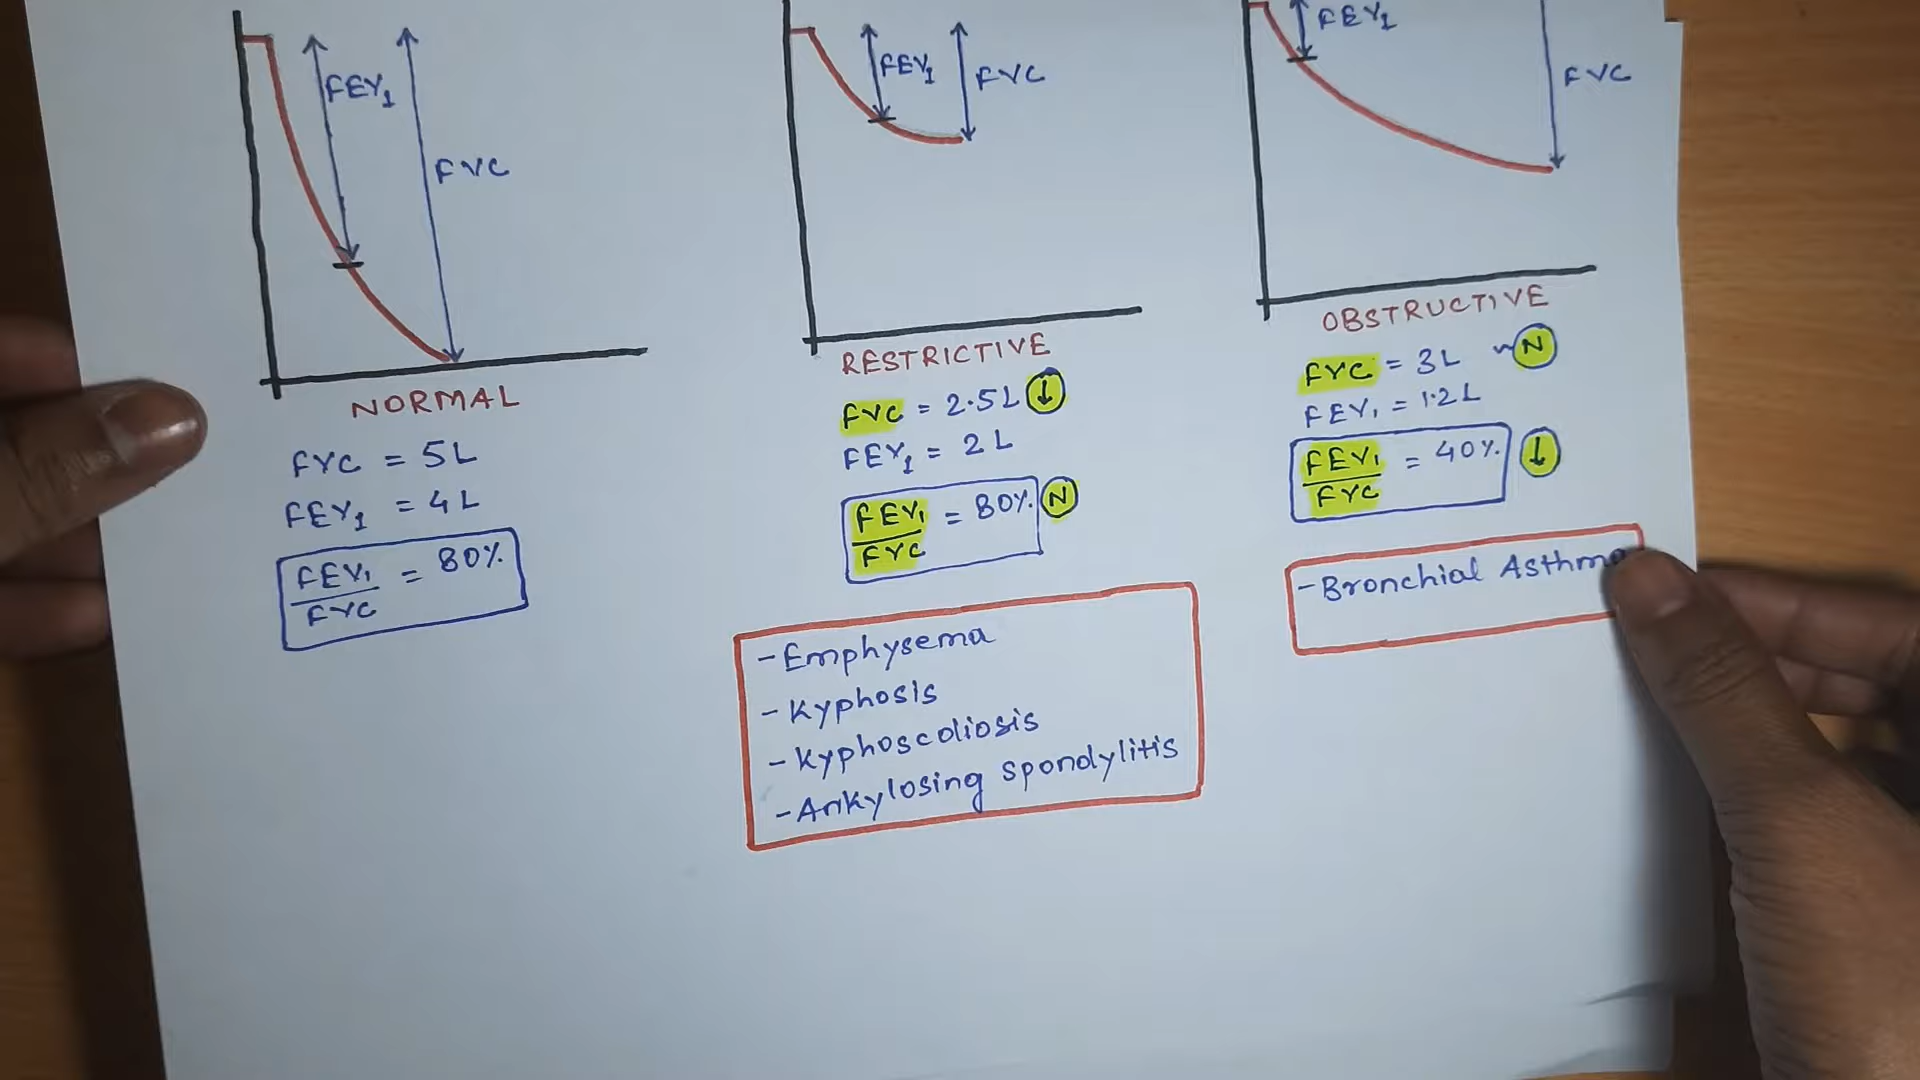 FEV1
FVC
NORMAL
FVC = 5L
FEV1 = 4L
FEV1
FVC
= 80%
FEV1
FVC
RESTRICTIVE
FVC = 2.5L ↓
FEV1 = 2L
FEV1
FVC
= 80% N
- Emphysema
- Kyphosis
- Kyphoscoliosis
- Ankylosing spondylitis
FEV1
FVC
OBSTRUCTIVE
FVC = 3L ~N
FEV1 = 1.2L
FEV1
FVC
= 40% ↓
- Bronchial Asthma